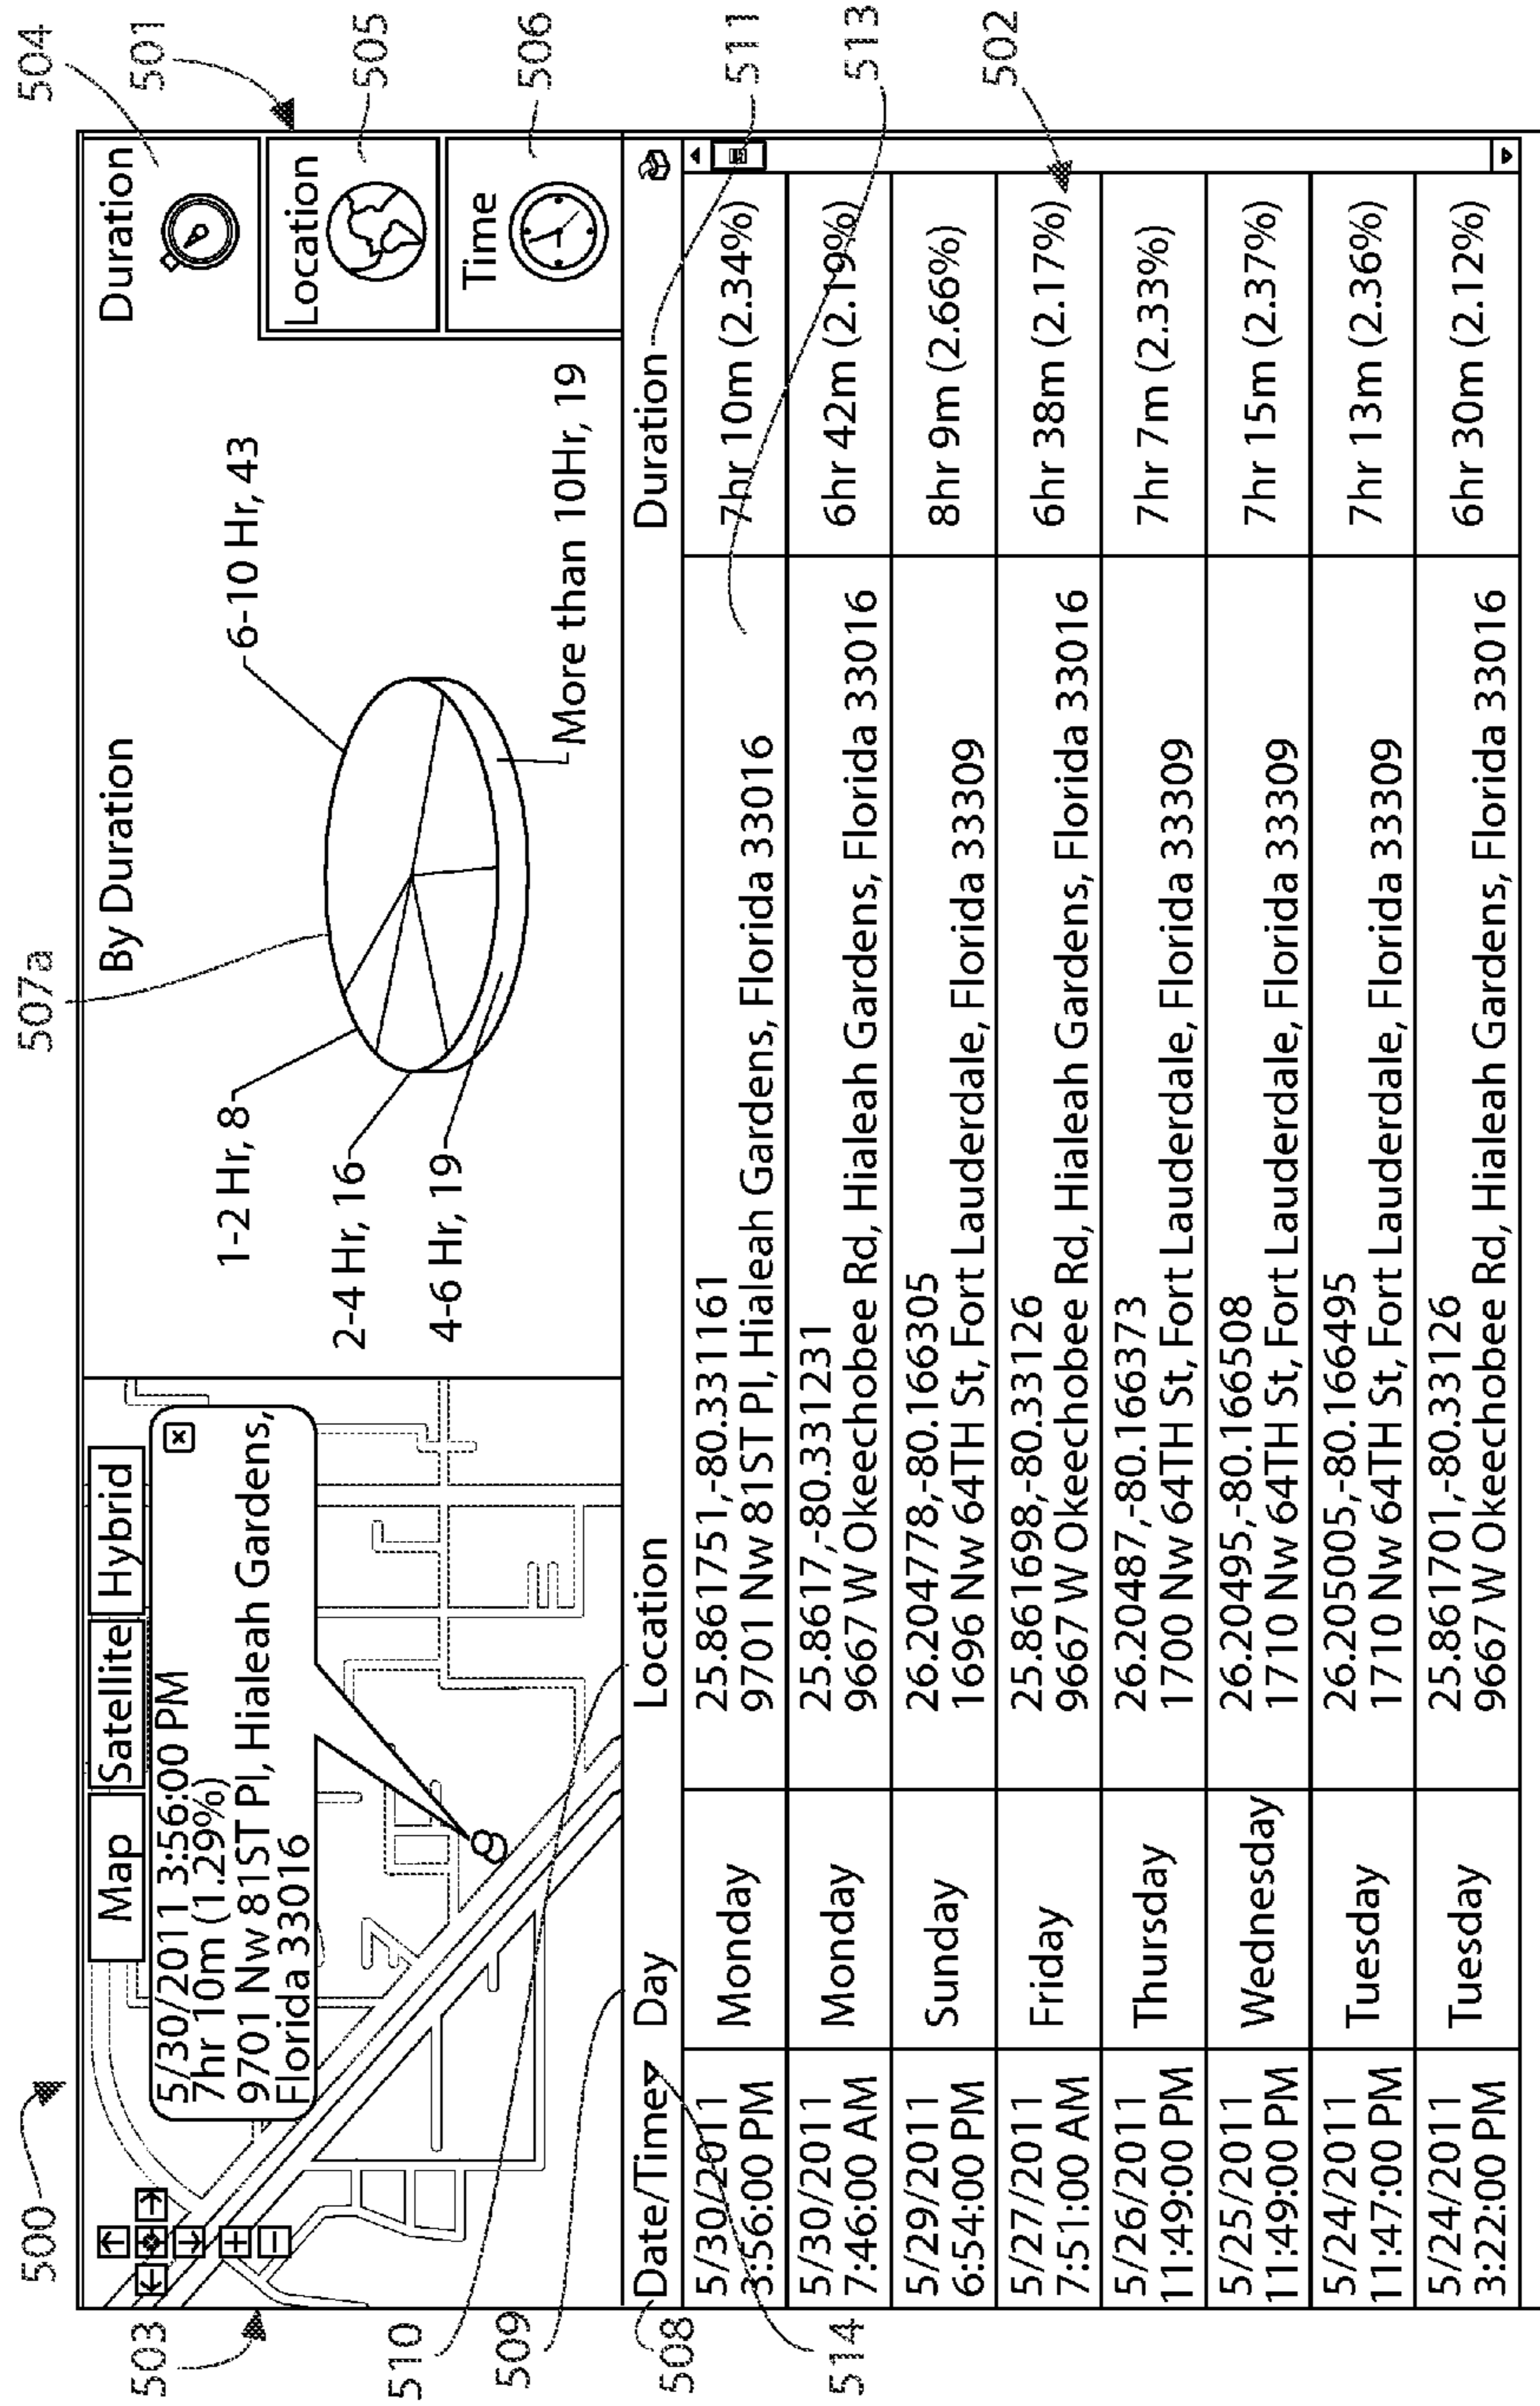 500
503
Map
Satellite
Hybrid
5/30/2011 3:56:00 PM
7hr 10m (1.29%)
9701 Nw 81ST Pl, Hialeah Gardens,
Florida 33016
507a
By Duration
1-2 Hr, 8
2-4 Hr, 16
4-6 Hr, 19
6-10 Hr, 43
More than 10Hr, 19
Duration
Location
Time
504
501
505
506
510
509
508
514
Date/Time
Day
Location
Duration
511
513
502
5/30/2011
3:56:00 PM
Monday
25.861751,-80.331161
9701 Nw 81ST Pl, Hialeah Gardens, Florida 33016
7hr 10m (2.34%)
5/30/2011
7:46:00 AM
Monday
25.8617,-80.331231
9667 W Okeechobee Rd, Hialeah Gardens, Florida 33016
6hr 42m (2.19%)
5/29/2011
6:54:00 PM
Sunday
26.204778,-80.166305
1696 Nw 64TH St, Fort Lauderdale, Florida 33309
8hr 9m (2.66%)
5/27/2011
7:51:00 AM
Friday
25.861698,-80.33126
9667 W Okeechobee Rd, Hialeah Gardens, Florida 33016
6hr 38m (2.17%)
5/26/2011
11:49:00 PM
Thursday
26.20487,-80.166373
1700 Nw 64TH St, Fort Lauderdale, Florida 33309
7hr 7m (2.33%)
5/25/2011
11:49:00 PM
Wednesday
26.20495,-80.166508
1710 Nw 64TH St, Fort Lauderdale, Florida 33309
7hr 15m (2.37%)
5/24/2011
11:47:00 PM
Tuesday
26.205005,-80.166495
1710 Nw 64TH St, Fort Lauderdale, Florida 33309
7hr 13m (2.36%)
5/24/2011
3:22:00 PM
Tuesday
25.861701,-80.33126
9667 W Okeechobee Rd, Hialeah Gardens, Florida 33016
6hr 30m (2.12%)